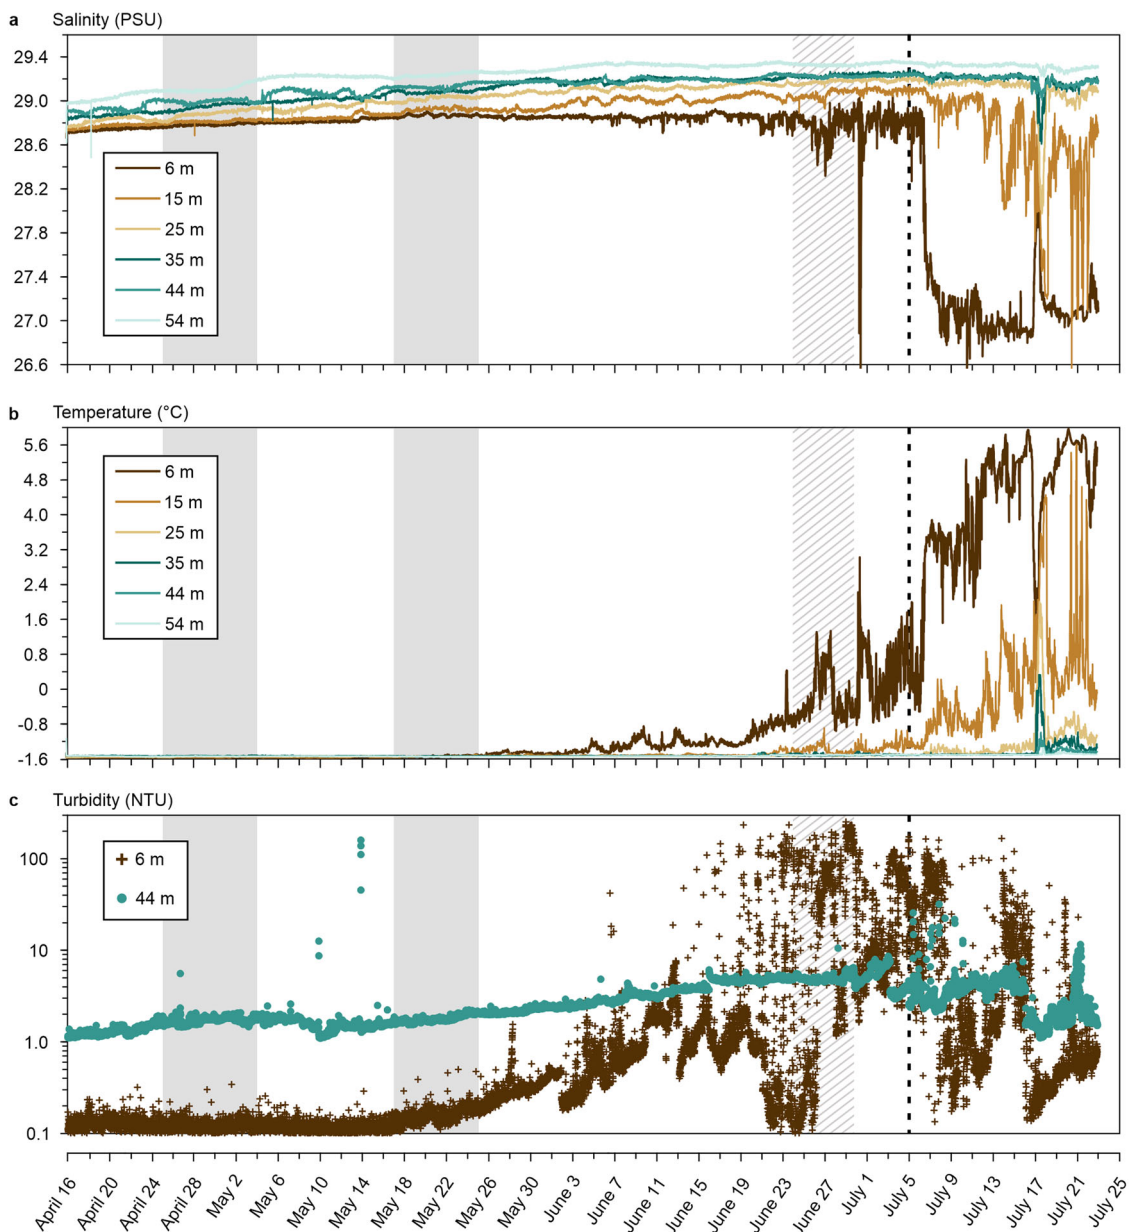 a Salinity (PSU)
29.4
29.0
28.6
28.2
27.8
27.4
27.0
26.6
6 m
15 m
25 m
35 m
44 m
54 m
b Temperature (°C)
5.6
4.8
4.0
3.2
2.4
1.6
0.8
0
-0.8
-1.6
6 m
15 m
25 m
35 m
44 m
54 m
c Turbidity (NTU)
100
10
1.0
0.1
6 m
44 m
April 16
April 20
April 24
April 28
May 2
May 6
May 10
May 14
May 18
May 22
May 26
May 30
June 3
June 7
June 11
June 15
June 19
June 23
June 27
July 1
July 5
July 9
July 13
July 17
July 21
July 25